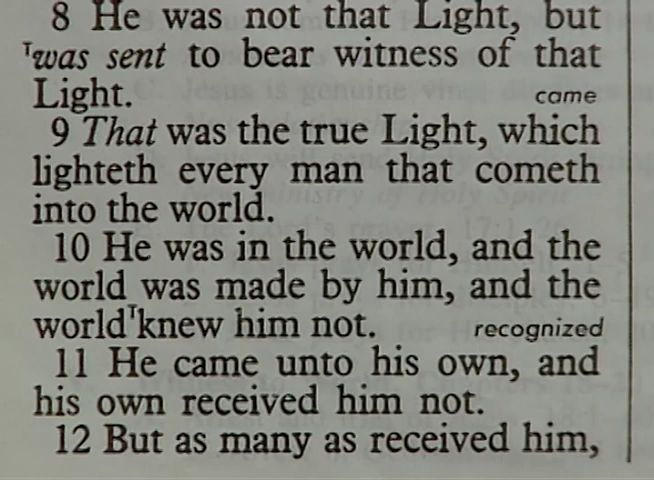 8 He was not that Light, but
ᵀwas sent to bear witness of that
Light. came
9 That was the true Light, which
lighteth every man that cometh
into the world.
10 He was in the world, and the
world was made by him, and the
worldᵀknew him not. recognized
11 He came unto his own, and
his own received him not.
12 But as many as received him,